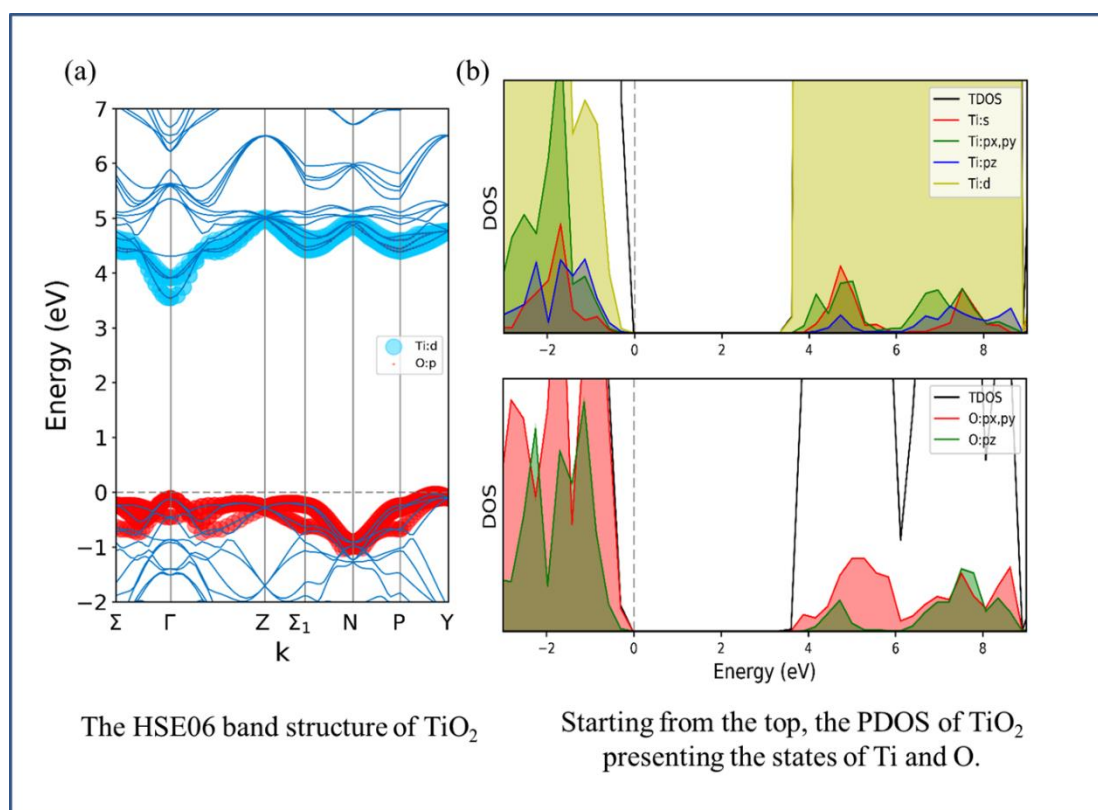 (a)
7
6
5
4
3
2
1
0
−1
−2
Energy (eV)
Ti:d
O:p
Σ Γ Z Σ1 N P Y
k
The HSE06 band structure of TiO2
(b)
DOS
TDOS
Ti:s
Ti:px,py
Ti:pz
Ti:d
−2 0 2 4 6 8
DOS
TDOS
O:px,py
O:pz
−2 0 2 4 6 8
Energy (eV)
Starting from the top, the PDOS of TiO2
presenting the states of Ti and O.